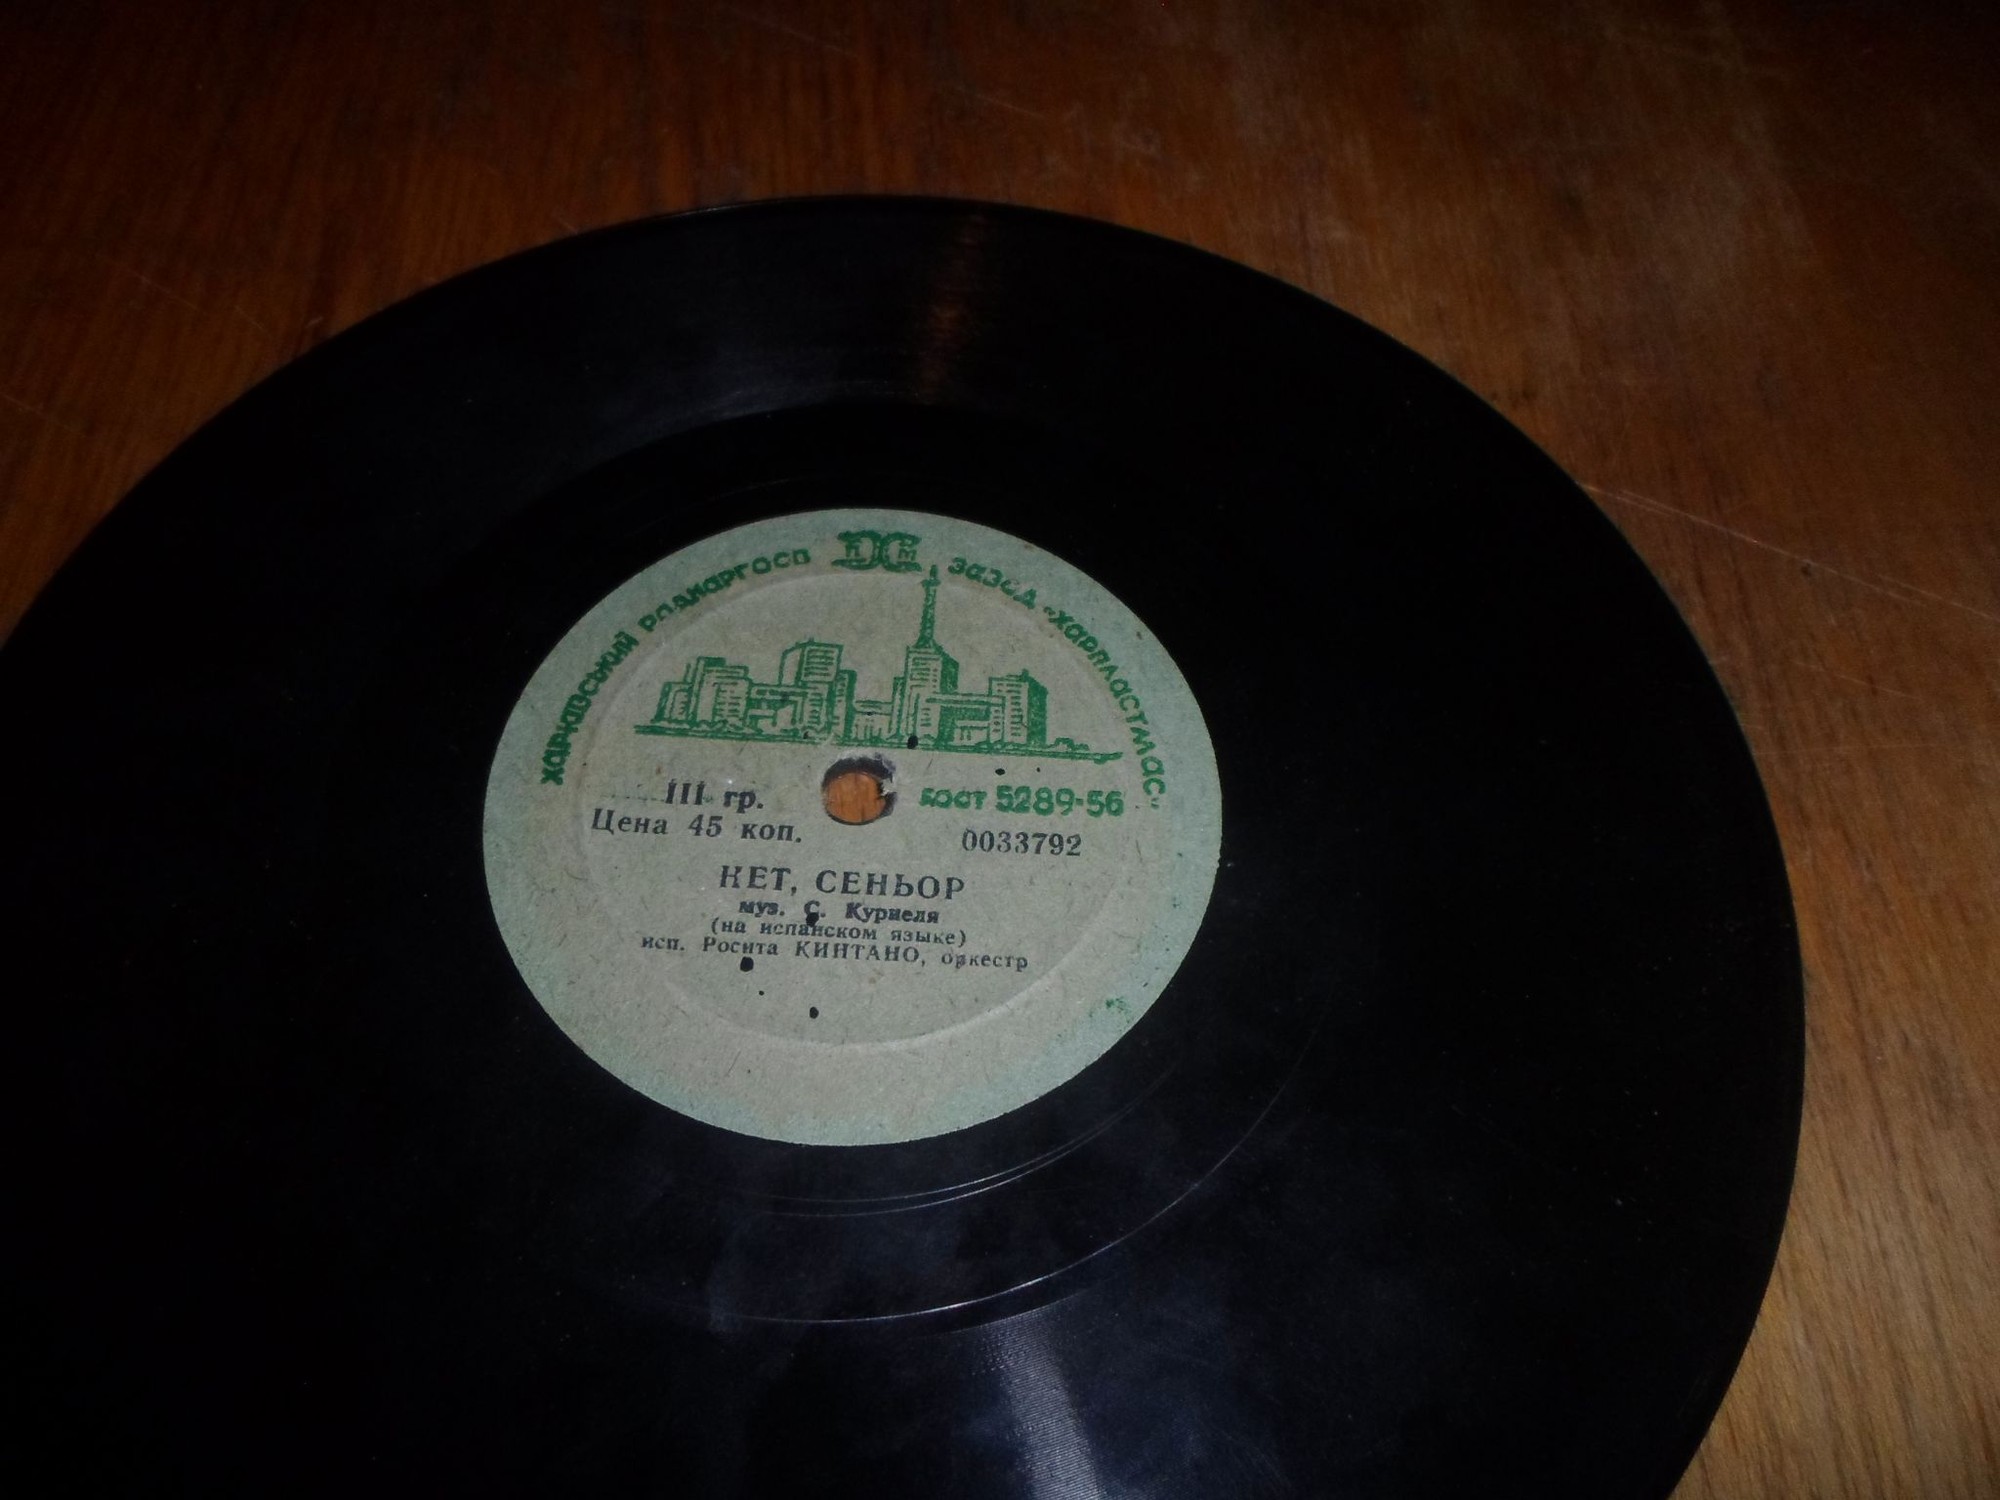 ХАРКІВСЬКИЙ РАДНАРГОСП
ЗАВОД „ХАРПЛАСТМАС"
III гр.
ГОСТ 5289-56
Цена 45 коп.
0033792
НЕТ, СЕНЬОР
муз. С. Куриеля
(на испанском языке)
исп. Росита КИНТАНО, оркестр